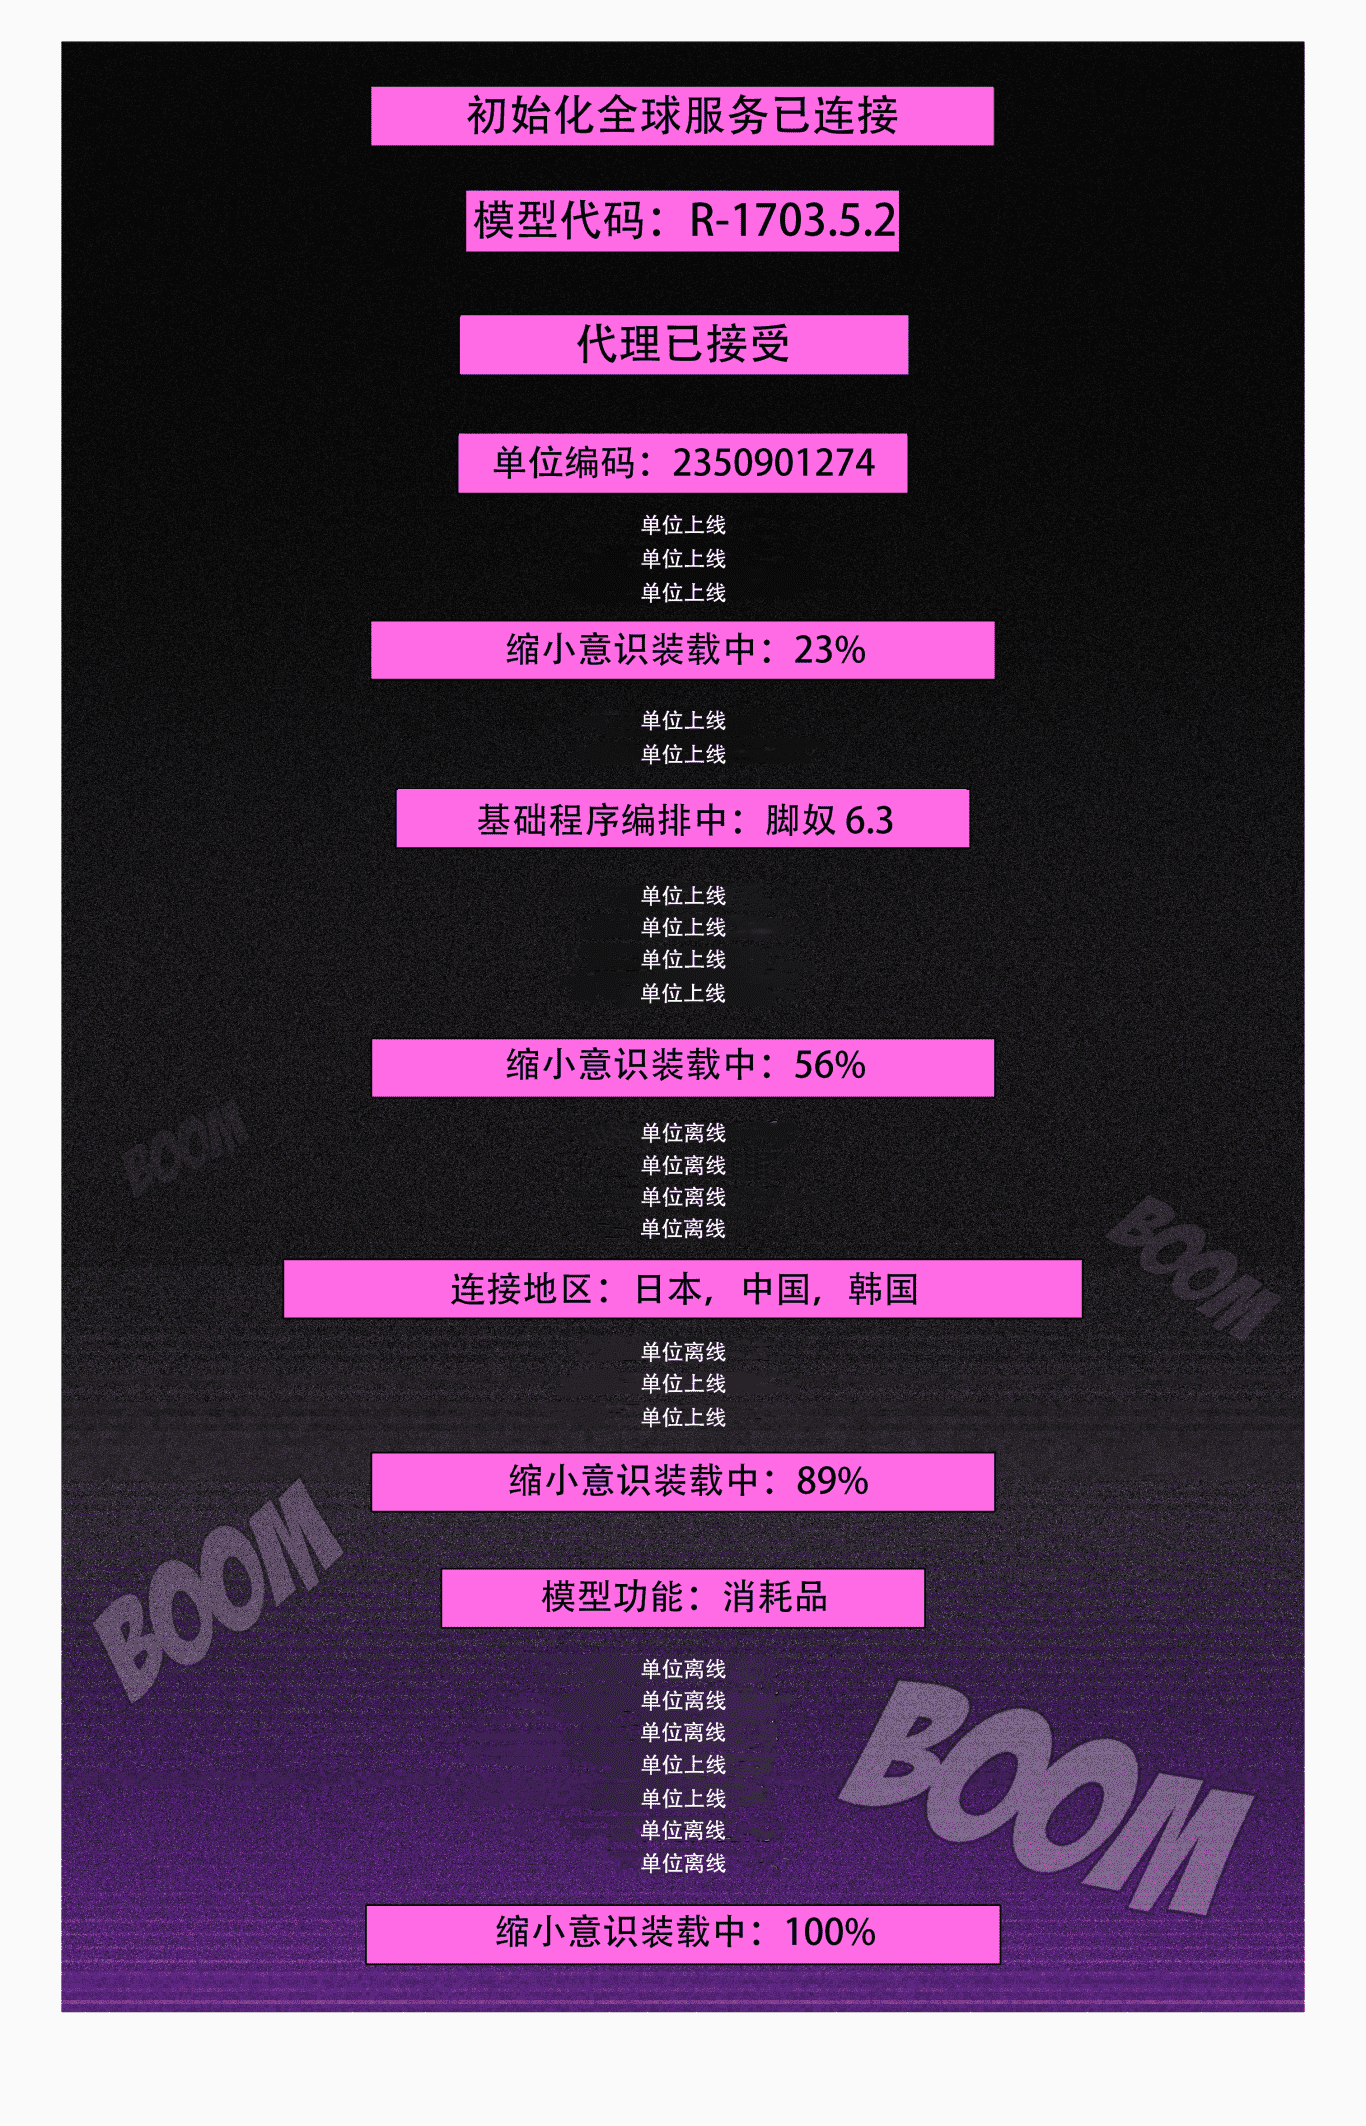 初始化全球服务已连接
模型代码：R-1703.5.2
代理已接受
单位编码：2350901274
单位上线
单位上线
单位上线
缩小意识装载中：23%
单位上线
单位上线
基础程序编排中：脚奴 6.3
单位上线
单位上线
单位上线
单位上线
缩小意识装载中：56%
BOOM
单位离线
单位离线
单位离线
单位离线
BOOM
连接地区：日本，中国，韩国
单位离线
单位上线
单位上线
缩小意识装载中：89%
BOOM
模型功能：消耗品
单位离线
单位离线
单位离线
单位上线
单位上线
单位离线
单位离线
BOOM
缩小意识装载中：100%